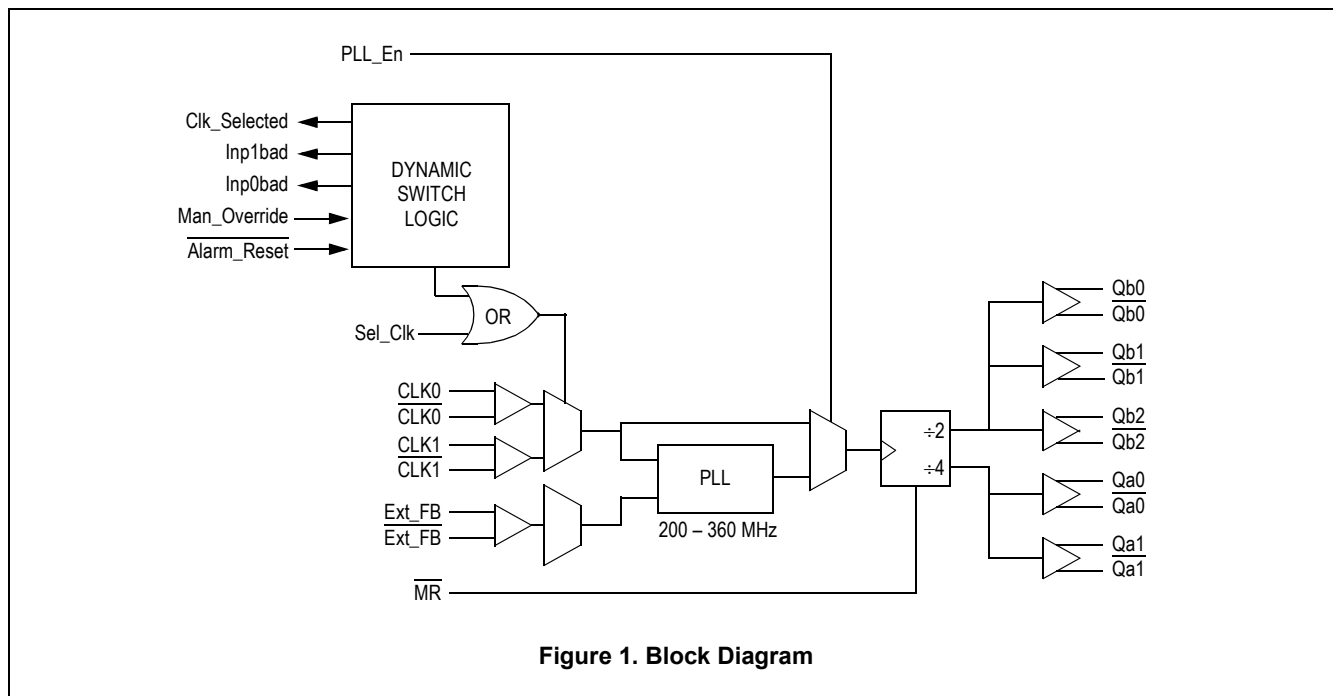 PLL_En
Clk_Selected
Inp1bad
Inp0bad
Man_Override
Alarm_Reset
DYNAMIC
SWITCH
LOGIC
OR
Sel_Clk
CLK0
CLK0
CLK1
CLK1
Ext_FB
Ext_FB
PLL
200 – 360 MHz
MR
÷2
÷4
Qb0
Qb0
Qb1
Qb1
Qb2
Qb2
Qa0
Qa0
Qa1
Qa1
Figure 1. Block Diagram